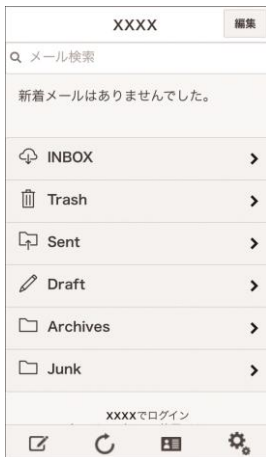 XXXX
編集
メール検索
新着メールはありませんでした。
INBOX
Trash
Sent
Draft
Archives
Junk
XXXXでログイン